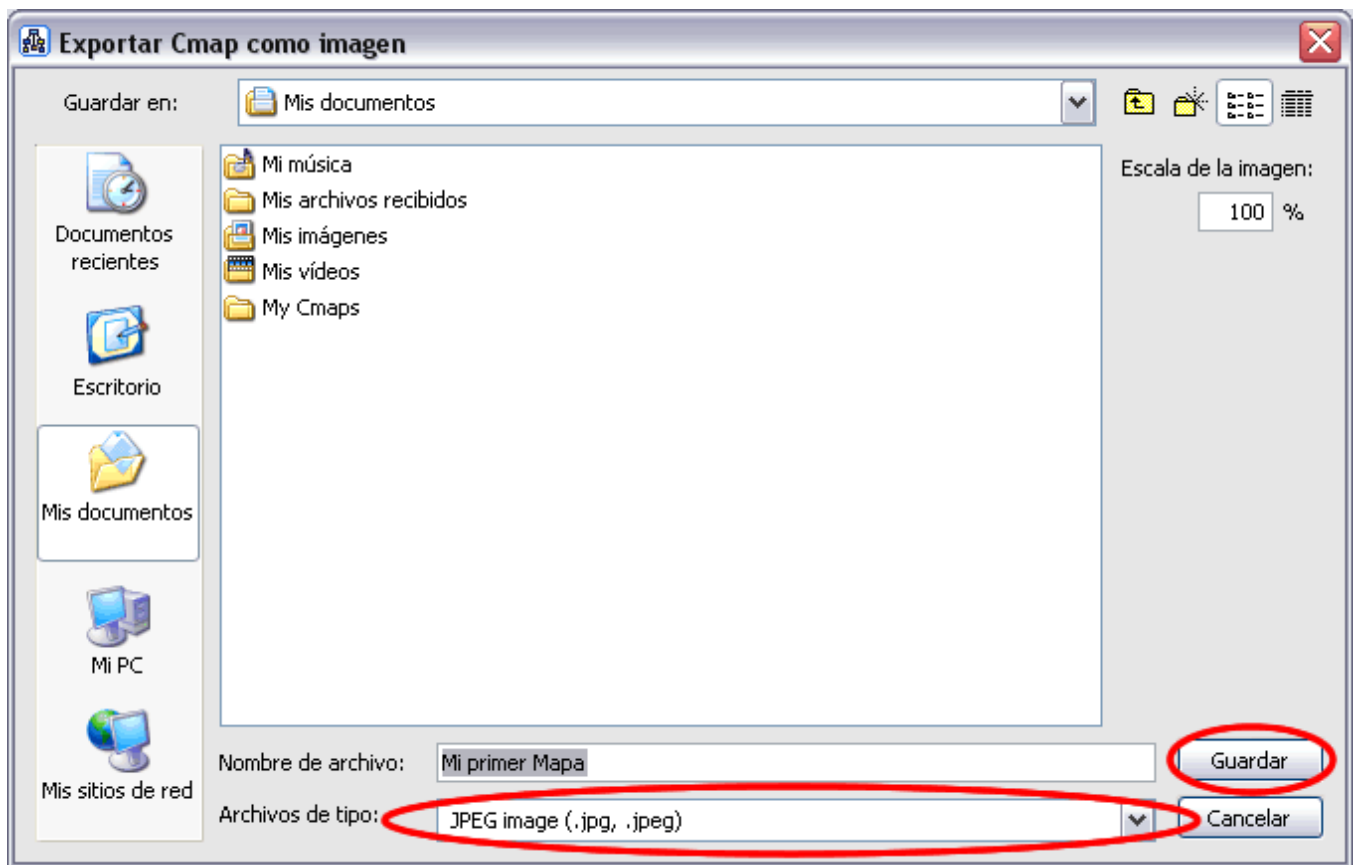 Exportar Cmap como imagen
Guardar en:
Mis documentos
Documentos
recientes
Escritorio
Mis documentos
Mi PC
Mis sitios de red
Mi música
Mis archivos recibidos
Mis imágenes
Mis vídeos
My Cmaps
Escala de la imagen:
100 %
Nombre de archivo: Mi primer Mapa
Guardar
Archivos de tipo: JPEG image (.jpg, .jpeg)
Cancelar